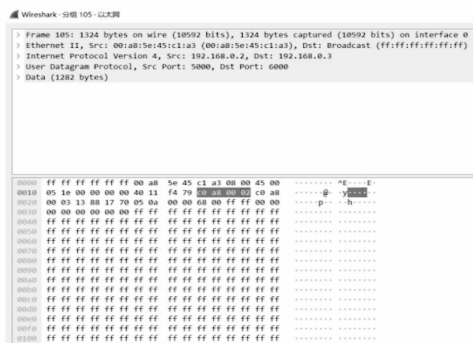 Wireshark · 分组 105 · 以太网
> Frame 105: 1324 bytes on wire (10592 bits), 1324 bytes captured (10592 bits) on interface 0
> Ethernet II, Src: 00:a8:5e:45:c1:a3 (00:a8:5e:45:c1:a3), Dst: Broadcast (ff:ff:ff:ff:ff:ff)
> Internet Protocol Version 4, Src: 192.168.0.2, Dst: 192.168.0.3
> User Datagram Protocol, Src Port: 5000, Dst Port: 6000
> Data (1282 bytes)
0000 ff ff ff ff ff ff 00 a8 5e 45 c1 a3 08 00 45 00 ········ ^E····E·
0010 05 1e 00 00 00 00 40 11 f4 79 c0 a8 00 02 c0 a8 ······@· ·y······
0020 00 03 13 88 17 70 05 0a 00 00 68 00 ff ff 00 00 ·····p·· ··h·····
0030 00 00 00 00 00 00 ff ff ff ff ff ff ff ff ff ff ········ ········
0040 ff ff ff ff ff ff ff ff ff ff ff ff ff ff ff ff ········ ········
0050 ff ff ff ff ff ff ff ff ff ff ff ff ff ff ff ff ········ ········
0060 ff ff ff ff ff ff ff ff ff ff ff ff ff ff ff ff ········ ········
0070 ff ff ff ff ff ff ff ff ff ff ff ff ff ff ff ff ········ ········
0080 ff ff ff ff ff ff ff ff ff ff ff ff ff ff ff ff ········ ········
0090 ff ff ff ff ff ff ff ff ff ff ff ff ff ff ff ff ········ ········
00a0 ff ff ff ff ff ff ff ff ff ff ff ff ff ff ff ff ········ ········
00b0 ff ff ff ff ff ff ff ff ff ff ff ff ff ff ff ff ········ ········
00c0 ff ff ff ff ff ff ff ff ff ff ff ff ff ff ff ff ········ ········
00d0 ff ff ff ff ff ff ff ff ff ff ff ff ff ff ff ff ········ ········
00e0 ff ff ff ff ff ff ff ff ff ff ff ff ff ff ff ff ········ ········
00f0 ff ff ff ff ff ff ff ff ff ff ff ff ff ff ff ff ········ ········
0100 ff ff ff ff ff ff ff ff ff ff ff ff ff ff ff ff ········ ········